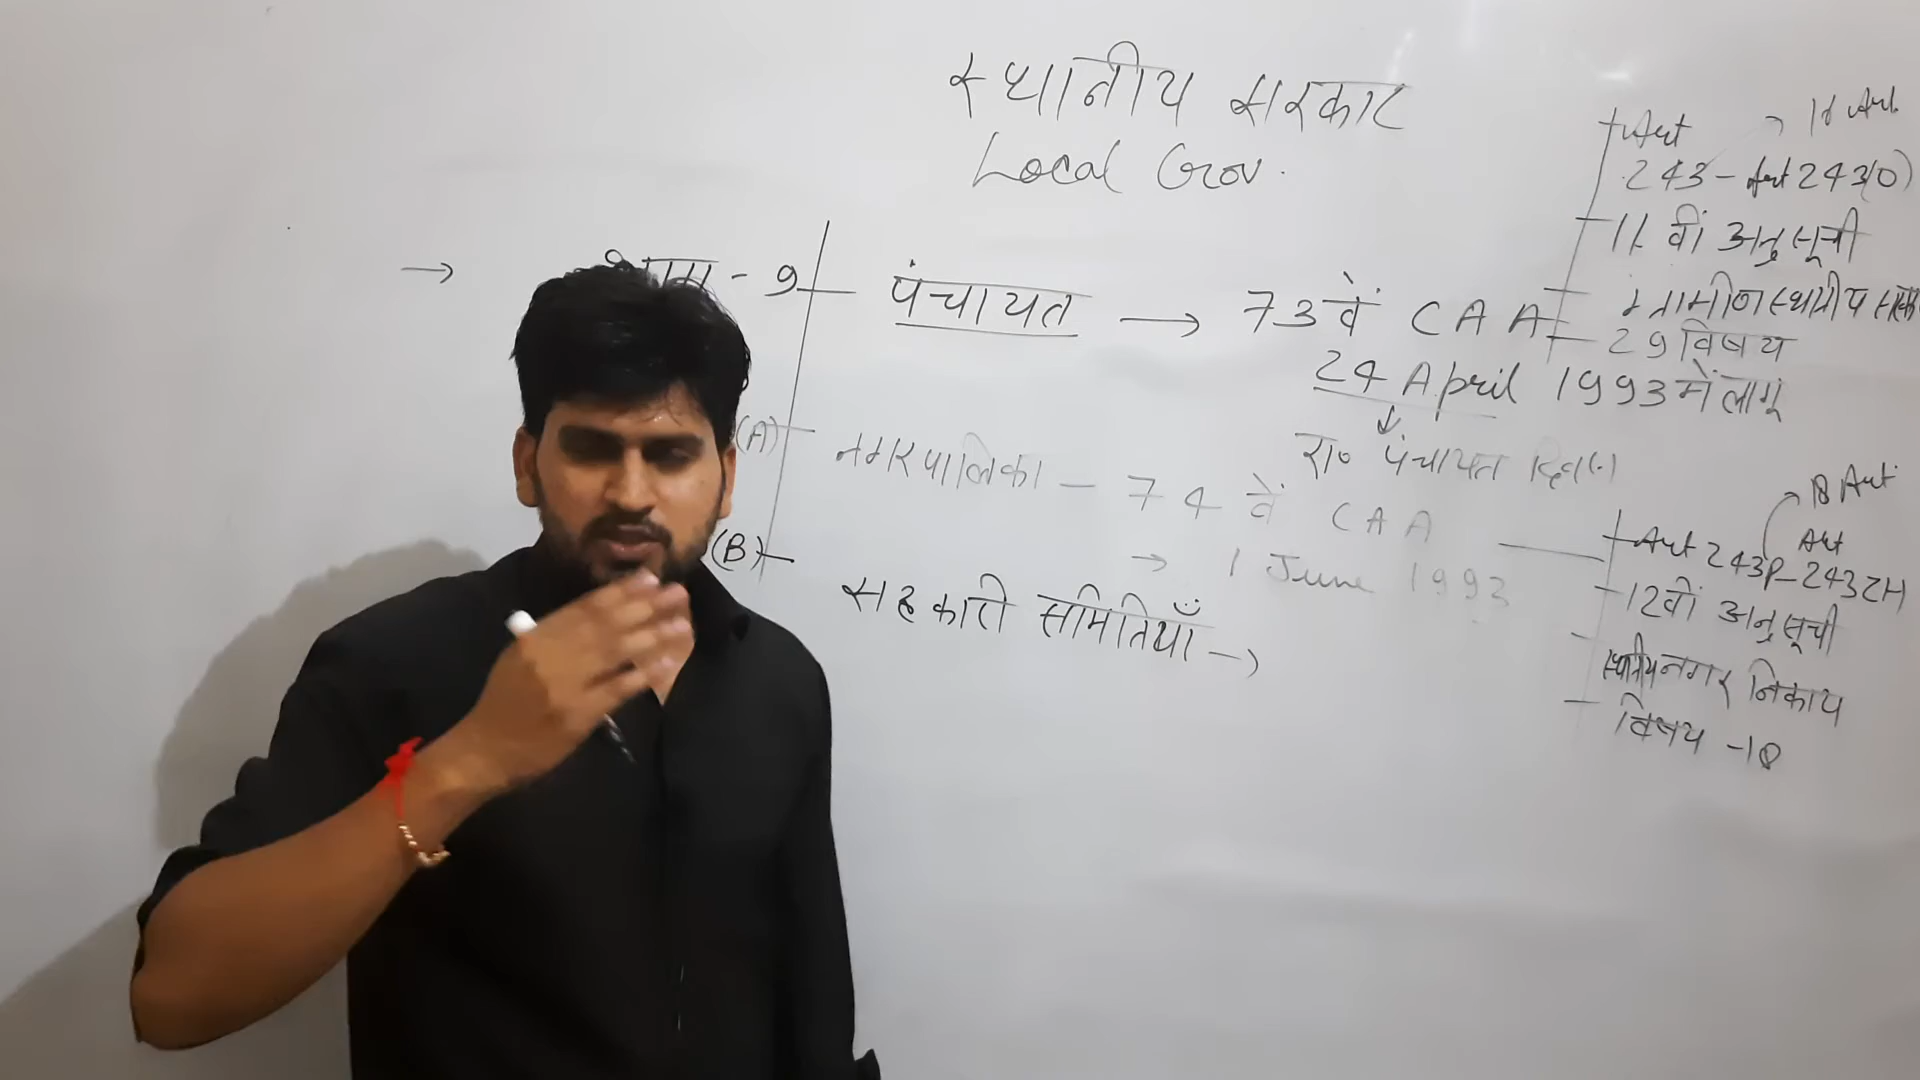 स्थानीय सरकार
Local Gov.
→ भाग - 9 पंचायत → 73वें CAA
24 April 1993 में लागू
रा० पंचायत दिवस
(A) नगरपालिका - 74 वें CAA
→ 1 June 1993
(B) सहकारी समितियाँ →
Art → 16 Art.
243 - Art 243(O)
11 वीं अनुसूची
ग्रामीण स्थानीय
29 विषय
→ 18 Art
Art 243P - Art 243ZH
12वीं अनुसूची
स्थानीय नगर निकाय
विषय - 18